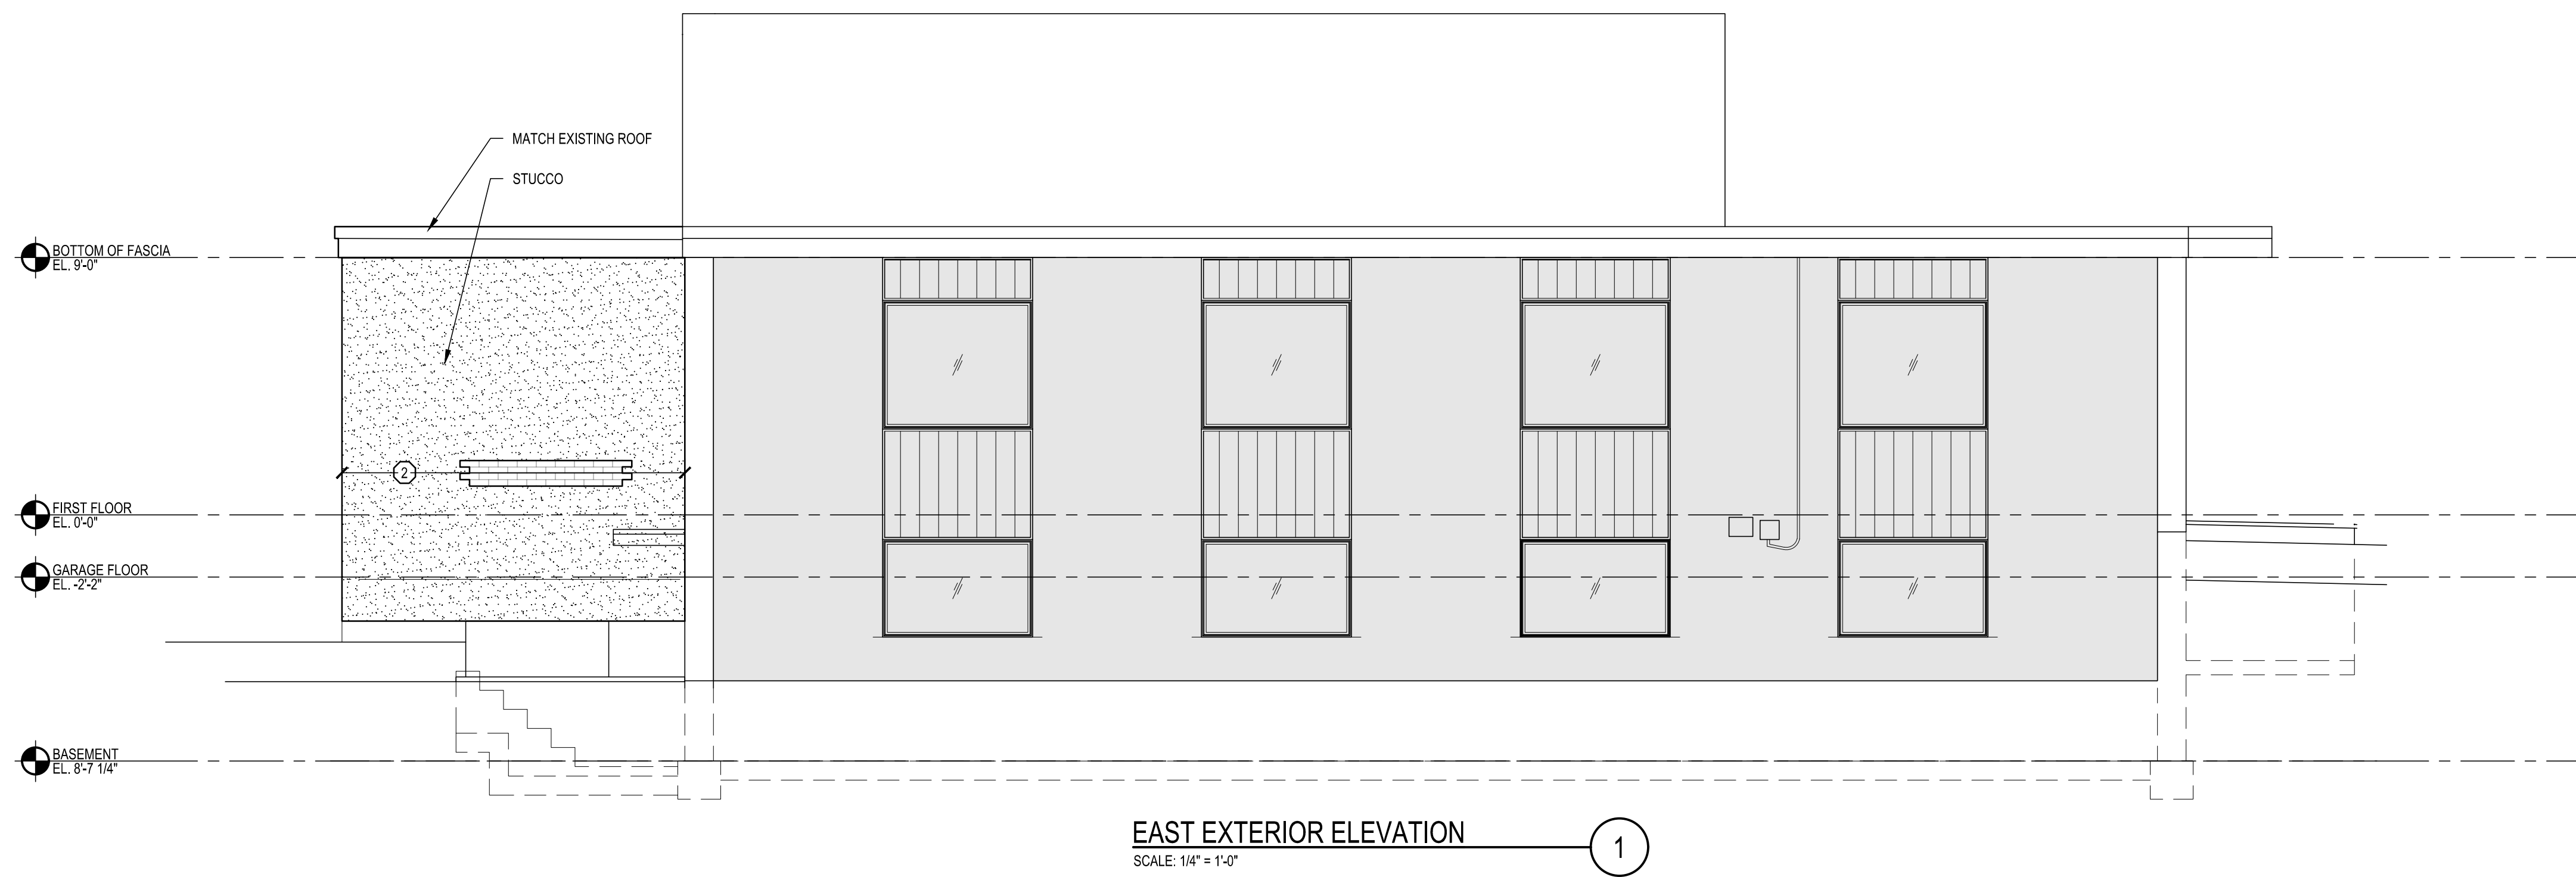 MATCH EXISTING ROOF
STUCCO
BOTTOM OF FASCIA
EL. 9'-0"
2
FIRST FLOOR
EL. 0'-0"
GARAGE FLOOR
EL. -2'-2"
BASEMENT
EL. 8'-7 1/4"
EAST EXTERIOR ELEVATION
1
SCALE: 1/4" = 1'-0"